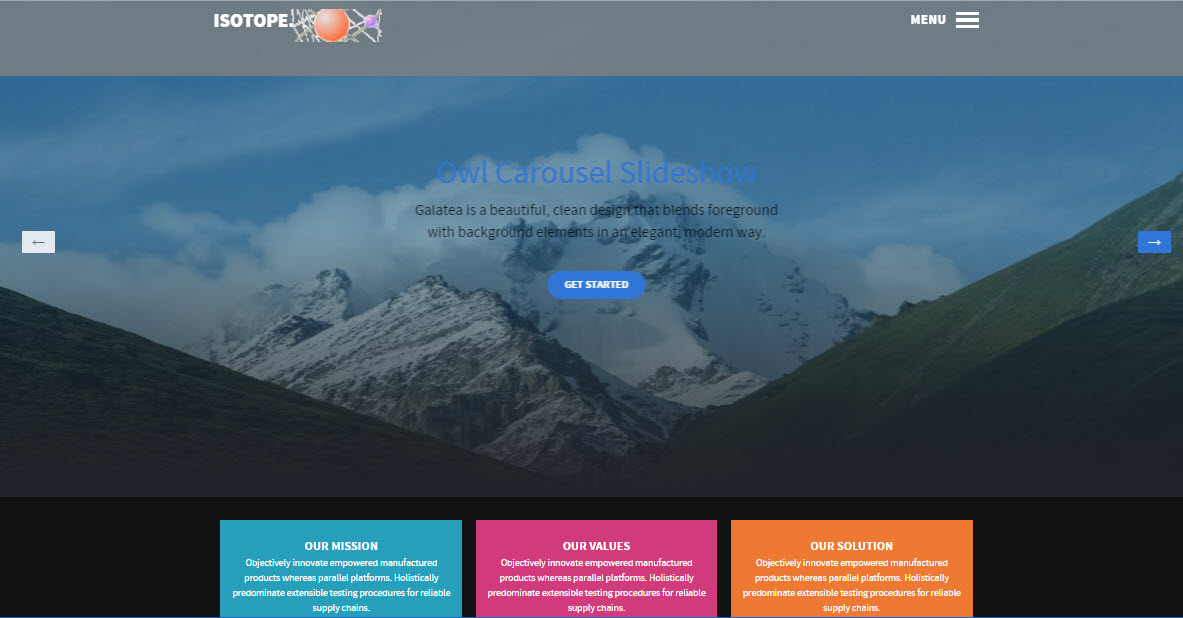 ISOTOPE.
MENU
Owl Carousel Slideshow
Galatea is a beautiful, clean design that blends foreground
with background elements in an elegant, modern way.
←
→
GET STARTED
OUR MISSION
Objectively innovate empowered manufactured
products whereas parallel platforms. Holistically
predominate extensible testing procedures for reliable
supply chains.
OUR VALUES
Objectively innovate empowered manufactured
products whereas parallel platforms. Holistically
predominate extensible testing procedures for reliable
supply chains.
OUR SOLUTION
Objectively innovate empowered manufactured
products whereas parallel platforms. Holistically
predominate extensible testing procedures for reliable
supply chains.